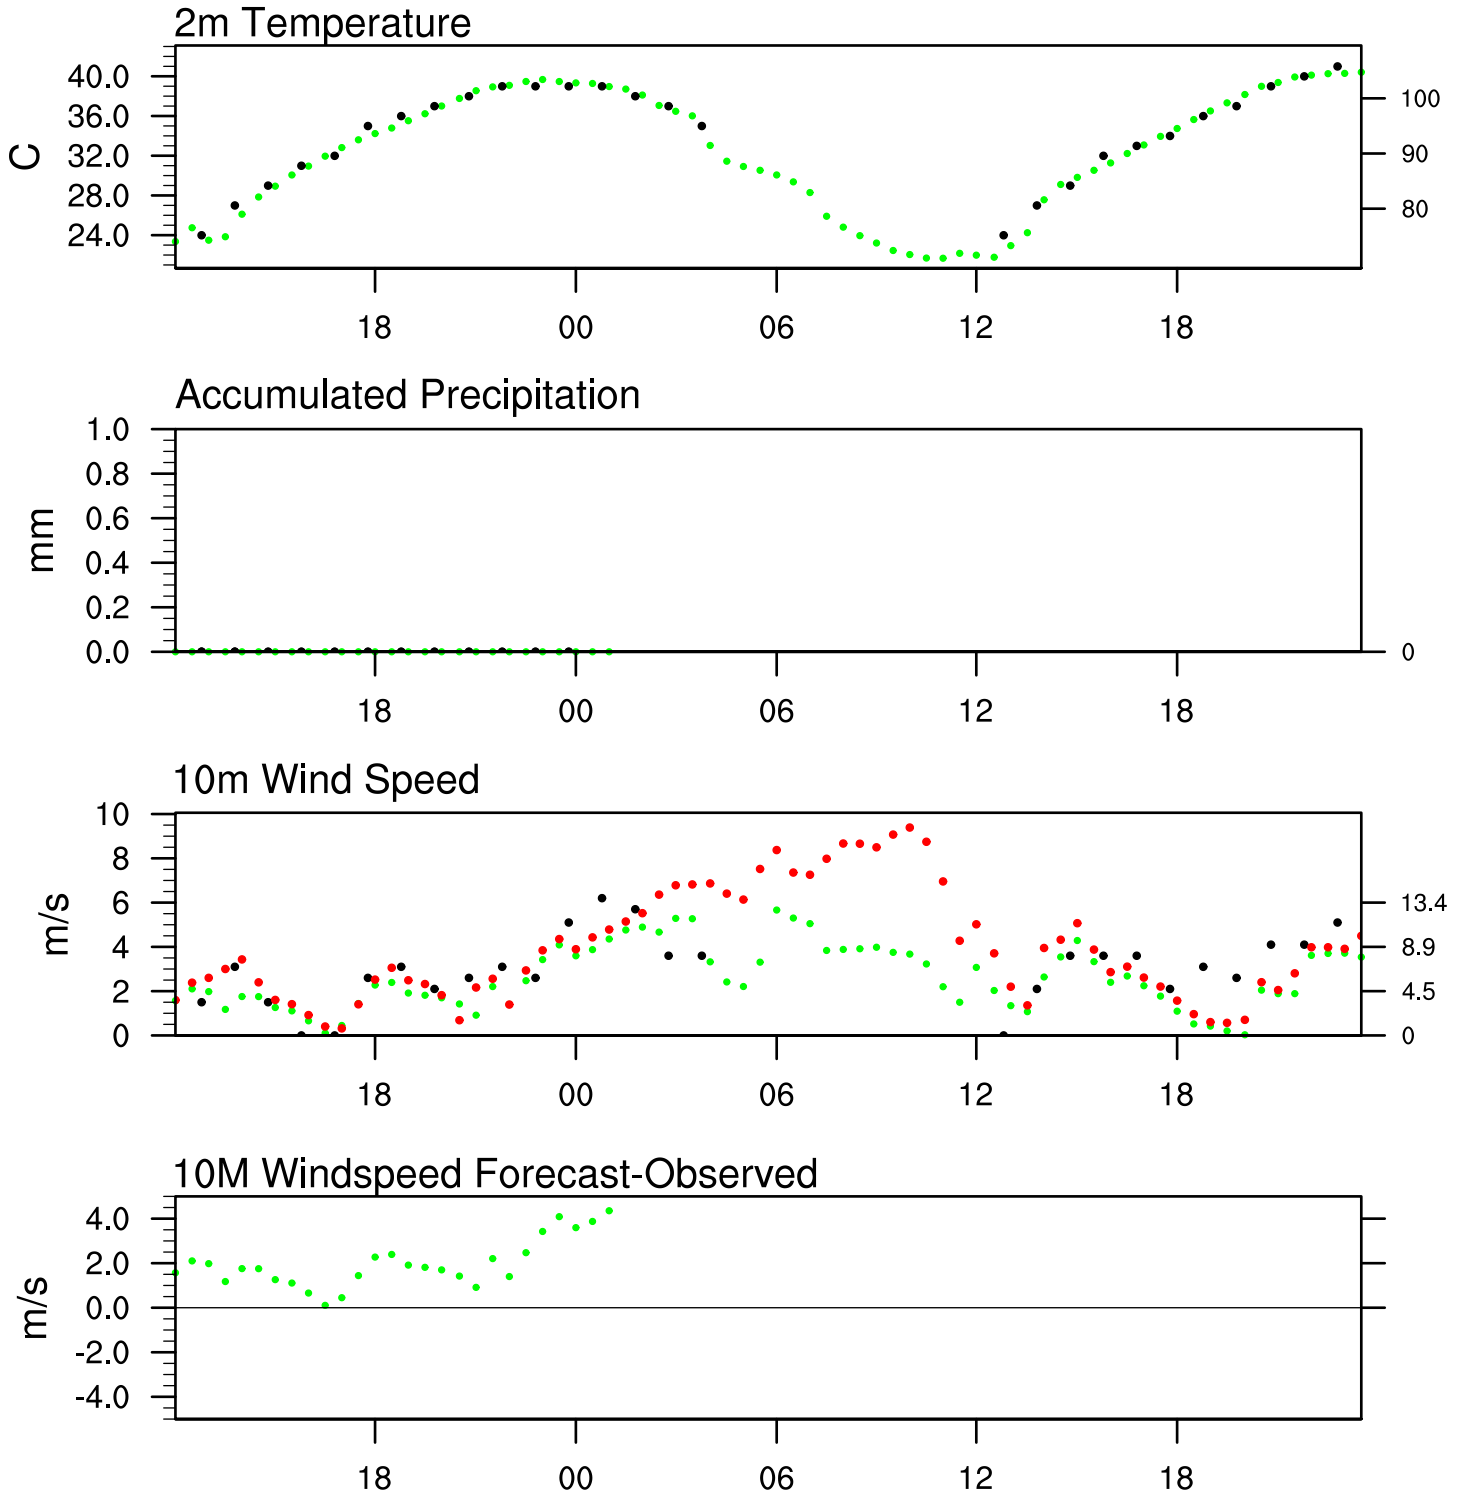 2m Temperature
C
40.0
36.0
32.0
28.0
24.0
100
90
80
18 00 06 12 18
Accumulated Precipitation
mm
1.0
0.8
0.6
0.4
0.2
0.0
0
18 00 06 12 18
10m Wind Speed
m/s
10
8
6
4
2
0
13.4
8.9
4.5
0
18 00 06 12 18
10M Windspeed Forecast-Observed
m/s
4.0
2.0
0.0
-2.0
-4.0
18 00 06 12 18